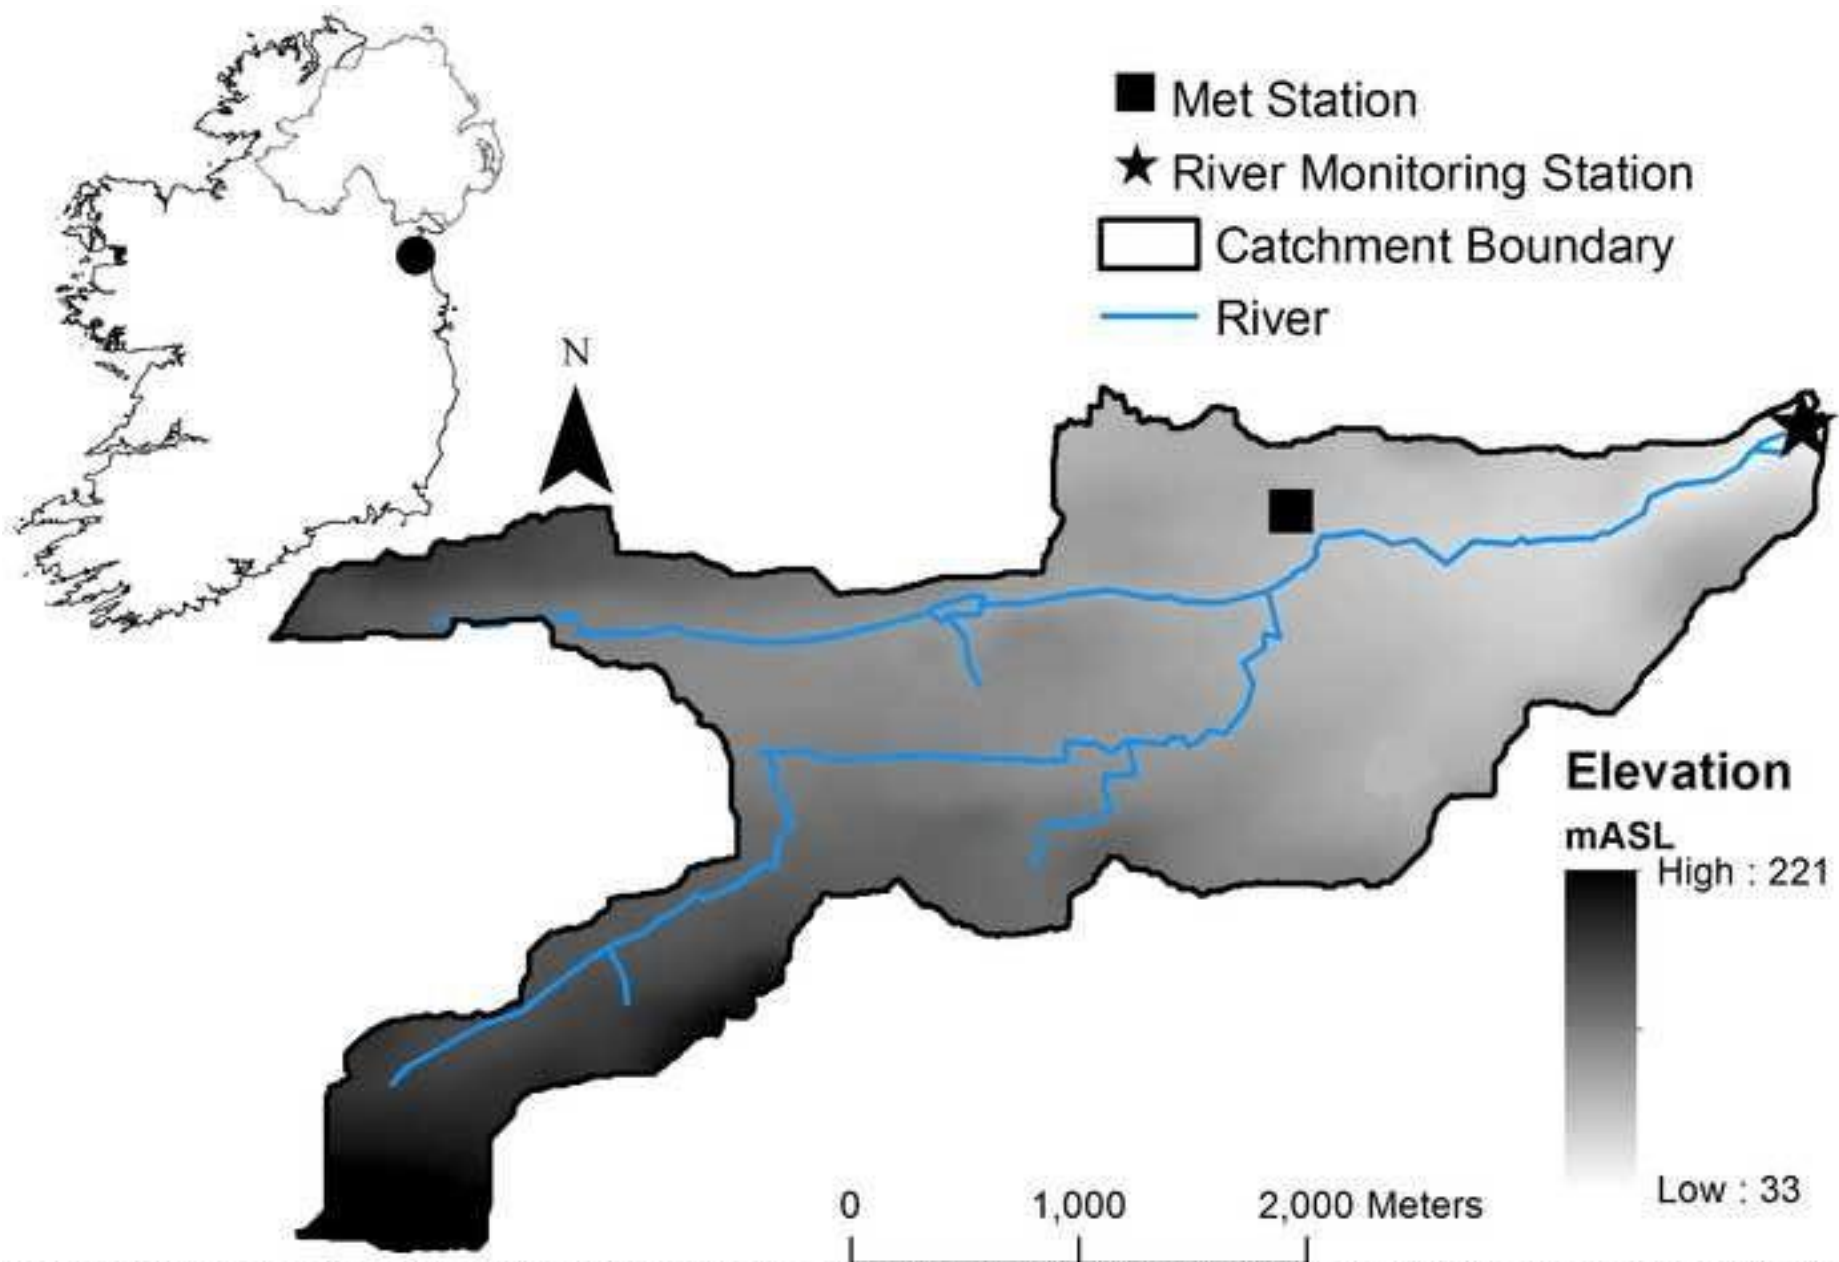 Met Station
River Monitoring Station
Catchment Boundary
River
N
Elevation
mASL
High : 221
Low : 33
0 1,000 2,000 Meters